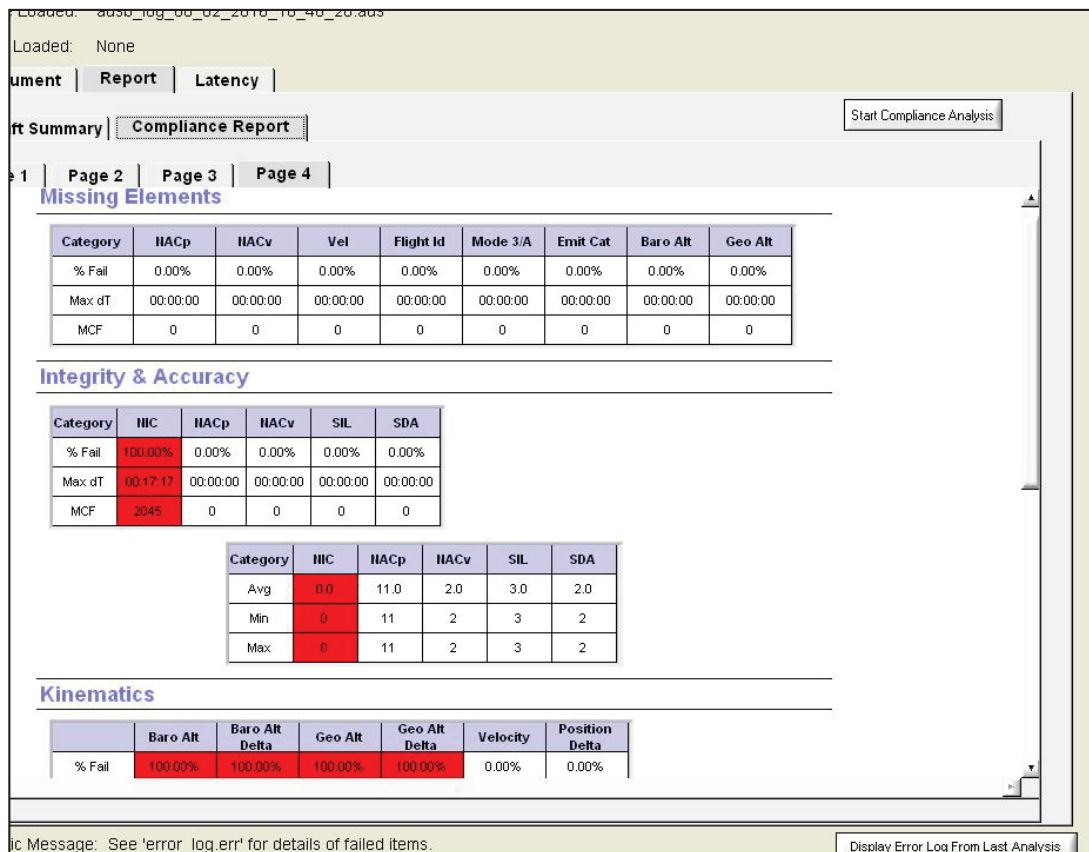 Loaded: adsb_log_06_02_2016_16_46_26.ads
Loaded: None
ument Report Latency
Start Compliance Analysis
ft Summary Compliance Report
e 1 Page 2 Page 3 Page 4
Missing Elements
Category NACp NACv Vel Flight Id Mode 3/A Emit Cat Baro Alt Geo Alt
% Fail 0.00% 0.00% 0.00% 0.00% 0.00% 0.00% 0.00% 0.00%
Max dT 00:00:00 00:00:00 00:00:00 00:00:00 00:00:00 00:00:00 00:00:00 00:00:00
MCF 0 0 0 0 0 0 0 0
Integrity & Accuracy
Category NIC NACp NACv SIL SDA
% Fail 100.00% 0.00% 0.00% 0.00% 0.00%
Max dT 00:17:17 00:00:00 00:00:00 00:00:00 00:00:00
MCF 2045 0 0 0 0
Category NIC NACp NACv SIL SDA
Avg 0.0 11.0 2.0 3.0 2.0
Min 0 11 2 3 2
Max 0 11 2 3 2
Kinematics
Baro Alt Baro Alt Delta Geo Alt Geo Alt Delta Velocity Position Delta
% Fail 100.00% 100.00% 100.00% 100.00% 0.00% 0.00%
ic Message: See 'error_log.err' for details of failed items.
Display Error Log From Last Analysis